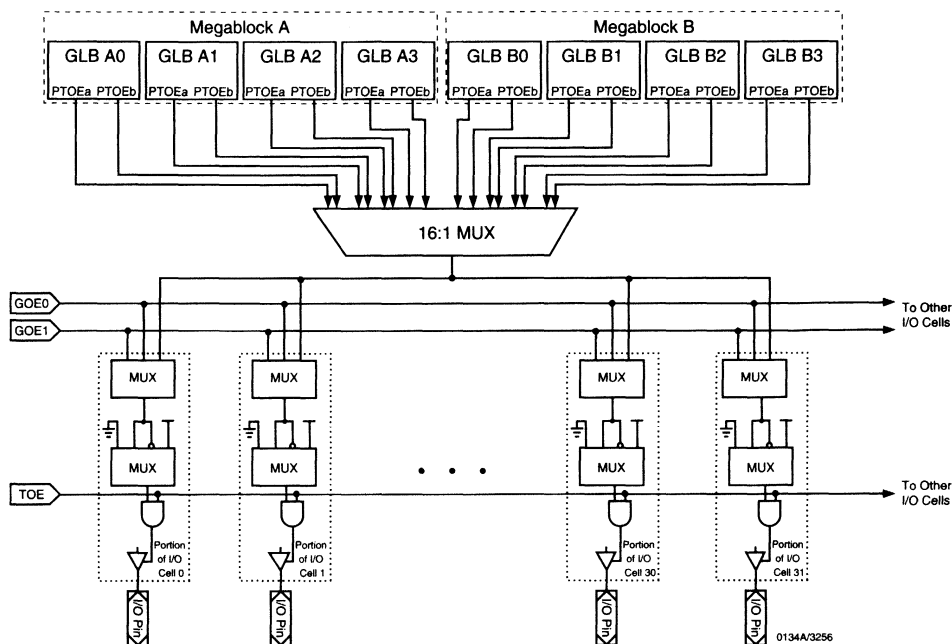 Megablock A Megablock B
GLB A0 GLB A1 GLB A2 GLB A3 GLB B0 GLB B1 GLB B2 GLB B3
PTOEa PTOEb PTOEa PTOEb PTOEa PTOEb PTOEa PTOEb PTOEa PTOEb PTOEa PTOEb PTOEa PTOEb PTOEa PTOEb
16:1 MUX
GOE0
To Other
I/O Cells
GOE1
MUX MUX MUX MUX
MUX MUX MUX MUX
• • •
TOE
To Other
I/O Cells
Portion
of I/O
Cell 0
Portion
of I/O
Cell 1
Portion
of I/O
Cell 30
Portion
of I/O
Cell 31
I/O Pin I/O Pin I/O Pin I/O Pin
0134A/3256